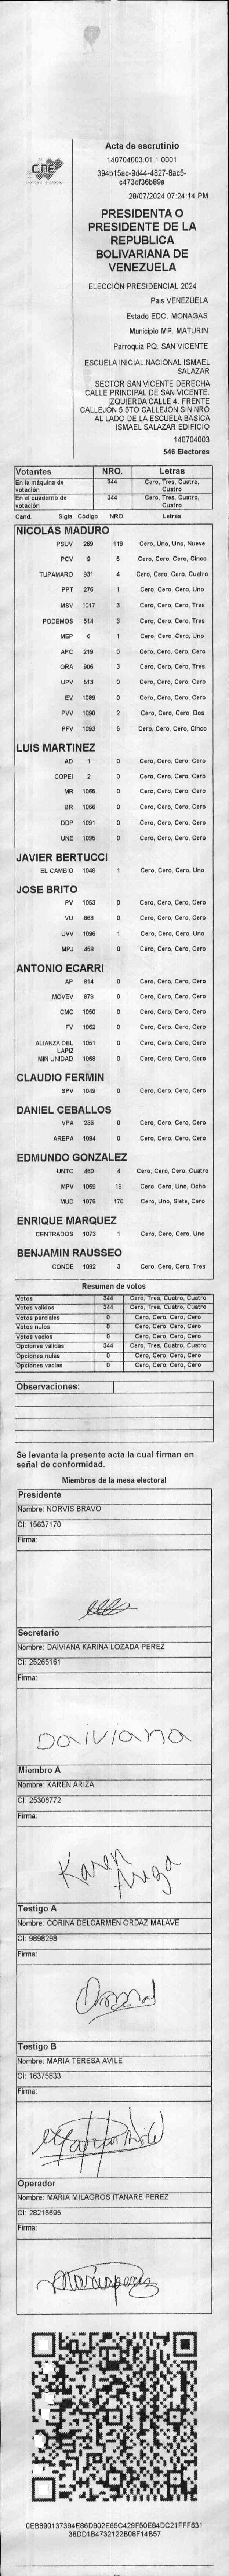 CNE
Acta de escrutinio
140704003.01.1.0001
394b15ac-9d44-4827-8ac5-
c473df36b89a
28/07/2024 07:24:14 PM
PRESIDENTA O
PRESIDENTE DE LA
REPUBLICA
BOLIVARIANA DE
VENEZUELA
ELECCIÓN PRESIDENCIAL 2024
Pais VENEZUELA
Estado EDO. MONAGAS
Municipio MP. MATURIN
Parroquia PQ. SAN VICENTE
ESCUELA INICIAL NACIONAL ISMAEL
SALAZAR
SECTOR SAN VICENTE DERECHA
CALLE PRINCIPAL DE SAN VICENTE.
IZQUIERDA CALLE 4. FRENTE
CALLEJÓN 5 5TO CALLEJON SIN NRO
AL LADO DE LA ESCUELA BASICA
ISMAEL SALAZAR EDIFICIO
140704003
546 Electores
Votantes NRO. Letras
En la máquina de votación 344 Cero, Tres, Cuatro, Cuatro
En el cuaderno de votación 344 Cero, Tres, Cuatro, Cuatro
Cand. Sigla Código NRO. Letras
NICOLAS MADURO
PSUV 269 119 Cero, Uno, Uno, Nueve
PCV 9 5 Cero, Cero, Cero, Cinco
TUPAMARO 931 4 Cero, Cero, Cero, Cuatro
PPT 276 1 Cero, Cero, Cero, Uno
MSV 1017 3 Cero, Cero, Cero, Tres
PODEMOS 514 3 Cero, Cero, Cero, Tres
MEP 6 1 Cero, Cero, Cero, Uno
APC 219 0 Cero, Cero, Cero, Cero
ORA 906 3 Cero, Cero, Cero, Tres
UPV 513 0 Cero, Cero, Cero, Cero
EV 1089 0 Cero, Cero, Cero, Cero
PVV 1090 2 Cero, Cero, Cero, Dos
PFV 1093 5 Cero, Cero, Cero, Cinco
LUIS MARTINEZ
AD 1 0 Cero, Cero, Cero, Cero
COPEI 2 0 Cero, Cero, Cero, Cero
MR 1065 0 Cero, Cero, Cero, Cero
BR 1066 0 Cero, Cero, Cero, Cero
DDP 1091 0 Cero, Cero, Cero, Cero
UNE 1095 0 Cero, Cero, Cero, Cero
JAVIER BERTUCCI
EL CAMBIO 1048 1 Cero, Cero, Cero, Uno
JOSE BRITO
PV 1053 0 Cero, Cero, Cero, Cero
VU 868 0 Cero, Cero, Cero, Cero
UVV 1096 1 Cero, Cero, Cero, Uno
MPJ 458 0 Cero, Cero, Cero, Cero
ANTONIO ECARRI
AP 814 0 Cero, Cero, Cero, Cero
MOVEV 878 0 Cero, Cero, Cero, Cero
CMC 1050 0 Cero, Cero, Cero, Cero
FV 1062 0 Cero, Cero, Cero, Cero
ALIANZA DEL LAPIZ 1051 0 Cero, Cero, Cero, Cero
MIN UNIDAD 1068 0 Cero, Cero, Cero, Cero
CLAUDIO FERMIN
SPV 1049 0 Cero, Cero, Cero, Cero
DANIEL CEBALLOS
VPA 236 0 Cero, Cero, Cero, Cero
AREPA 1094 0 Cero, Cero, Cero, Cero
EDMUNDO GONZALEZ
UNTC 460 4 Cero, Cero, Cero, Cuatro
MPV 1069 18 Cero, Cero, Uno, Ocho
MUD 1076 170 Cero, Uno, Siete, Cero
ENRIQUE MARQUEZ
CENTRADOS 1073 1 Cero, Cero, Cero, Uno
BENJAMIN RAUSSEO
CONDE 1092 3 Cero, Cero, Cero, Tres
Resumen de votos
Votos 344 Cero, Tres, Cuatro, Cuatro
Votos validos 344 Cero, Tres, Cuatro, Cuatro
Votos parciales 0 Cero, Cero, Cero, Cero
Votos nulos 0 Cero, Cero, Cero, Cero
Votos vacios 0 Cero, Cero, Cero, Cero
Opciones validas 344 Cero, Tres, Cuatro, Cuatro
Opciones nulas 0 Cero, Cero, Cero, Cero
Opciones vacias 0 Cero, Cero, Cero, Cero
Observaciones:
Se levanta la presente acta la cual firman en
señal de conformidad.
Miembros de la mesa electoral
Presidente
Nombre: NORVIS BRAVO
CI: 15637170
Firma:
Secretario
Nombre: DAIVIANA KARINA LOZADA PEREZ
CI: 25265161
Firma:
Daiviana
Miembro A
Nombre: KAREN ARIZA
CI: 25306772
Firma:
Karen
Ariza
Testigo A
Nombre: CORINA DELCARMEN ORDAZ MALAVE
CI: 9898298
Firma:
Testigo B
Nombre: MARIA TERESA AVILE
CI: 16375833
Firma:
Operador
Nombre: MARIA MILAGROS ITANARE PEREZ
CI: 28216695
Firma:
0EB890137394E86D902E65C429F50E84DC21FFF631
38DD1B4732122B08F14B57